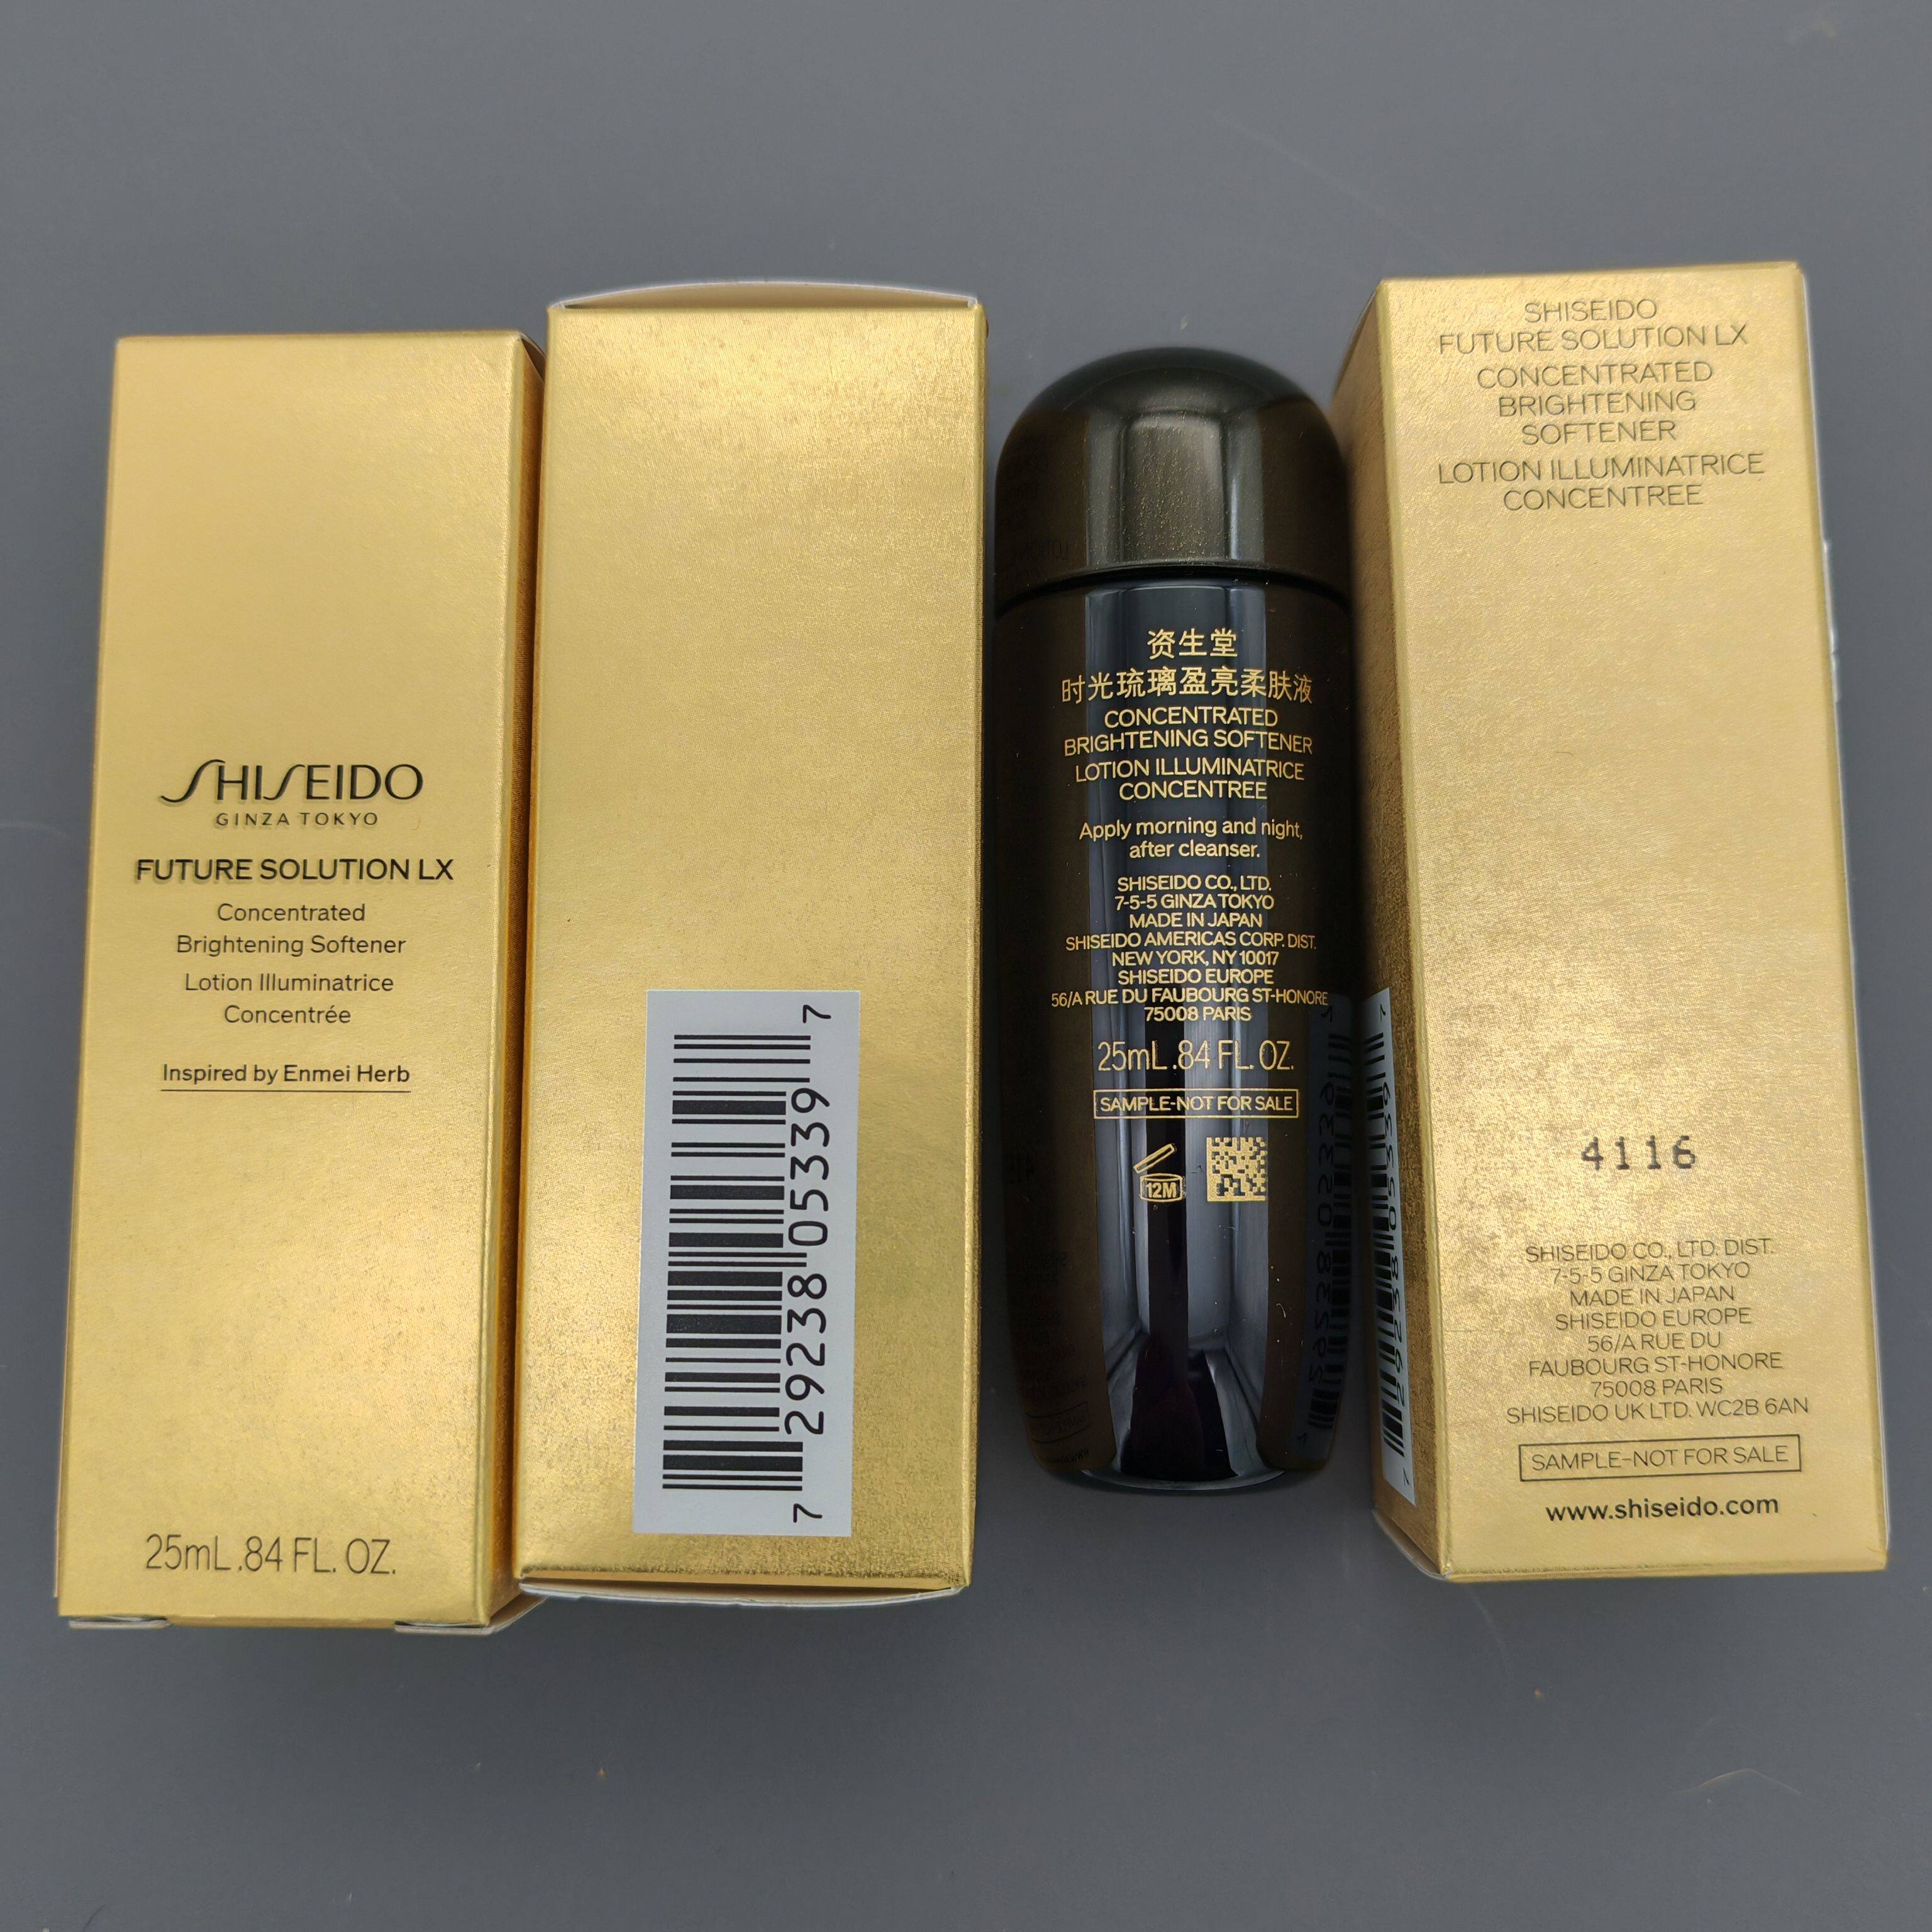 SHISEIDO
GINZA TOKYO
FUTURE SOLUTION LX
Concentrated
Brightening Softener
Lotion Illuminatrice
Concentrée
Inspired by Enmei Herb
25mL .84 FL. OZ.
7 29238 05339 7
资生堂
时光琉璃盈亮柔肤液
CONCENTRATED
BRIGHTENING SOFTENER
LOTION ILLUMINATRICE
CONCENTREE
Apply morning and night,
after cleanser.
SHISEIDO CO., LTD.
7-5-5 GINZA TOKYO
MADE IN JAPAN
SHISEIDO AMERICAS CORP. DIST.
NEW YORK, NY 10017
SHISEIDO EUROPE
56/A RUE DU FAUBOURG ST-HONORE
75008 PARIS
25mL .84 FL. OZ.
SAMPLE-NOT FOR SALE
12M
SHISEIDO
FUTURE SOLUTION LX
CONCENTRATED
BRIGHTENING
SOFTENER
LOTION ILLUMINATRICE
CONCENTREE
4116
SHISEIDO CO., LTD. DIST.
7-5-5 GINZA TOKYO
MADE IN JAPAN
SHISEIDO EUROPE
56/A RUE DU
FAUBOURG ST-HONORE
75008 PARIS
SHISEIDO UK LTD. WC2B 6AN
SAMPLE-NOT FOR SALE
www.shiseido.com
7 29238 05339 7